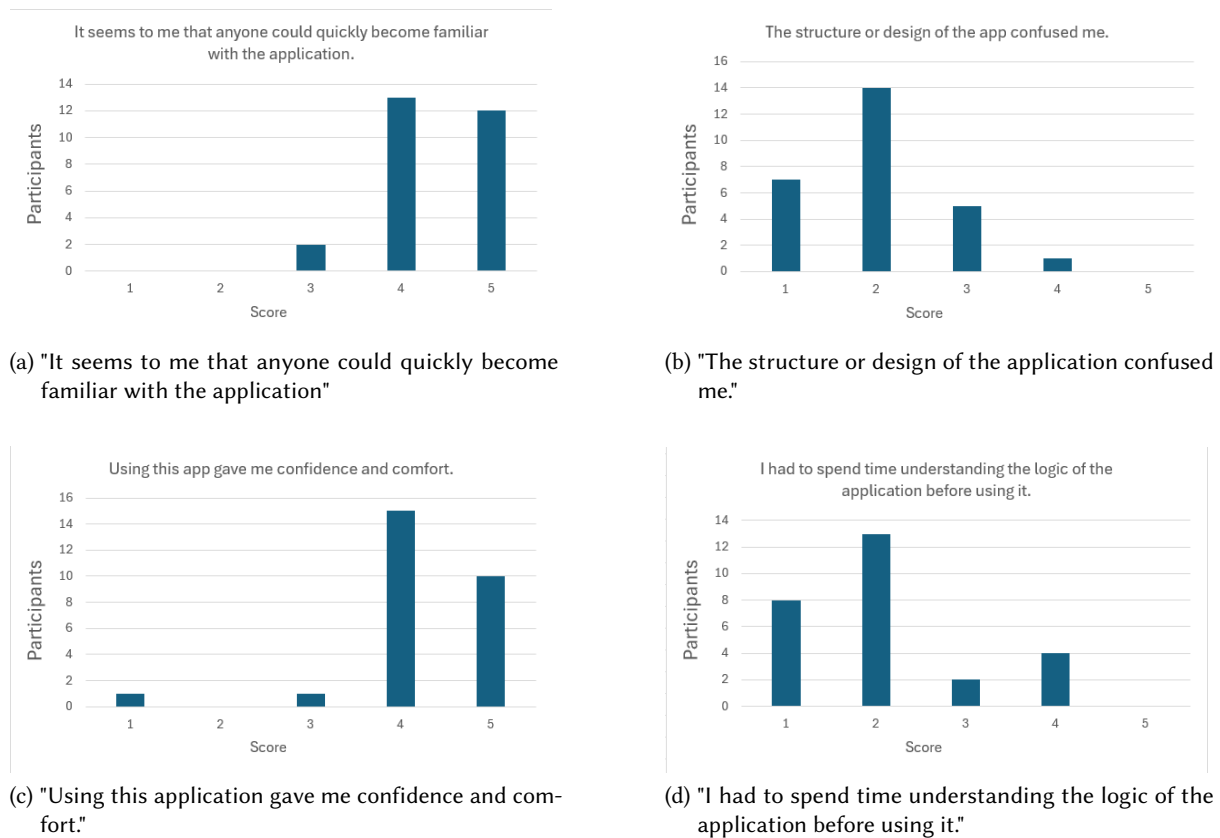 It seems to me that anyone could quickly become familiar
with the application.
14
12
10
8
6
4
2
0
Participants
1 2 3 4 5
Score
(a) "It seems to me that anyone could quickly become
familiar with the application"
The structure or design of the app confused me.
16
14
12
10
8
6
4
2
0
Participants
1 2 3 4 5
Score
(b) "The structure or design of the application confused
me."
Using this app gave me confidence and comfort.
16
14
12
10
8
6
4
2
0
Participants
1 2 3 4 5
Score
(c) "Using this application gave me confidence and com-
fort."
I had to spend time understanding the logic of the
application before using it.
14
12
10
8
6
4
2
0
Participants
1 2 3 4 5
Score
(d) "I had to spend time understanding the logic of the
application before using it."